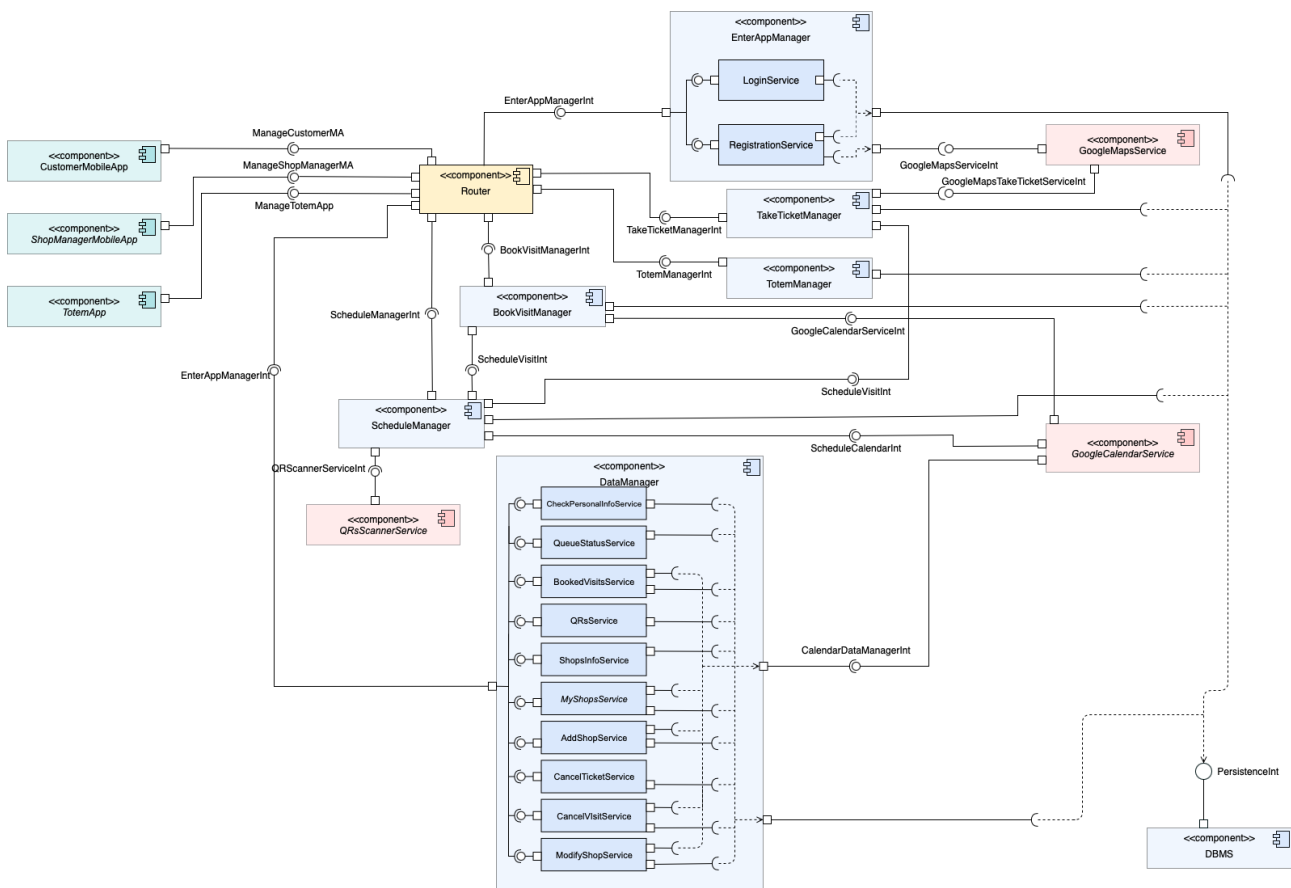 <<component>>
EnterAppManager
LoginService
RegistrationService
EnterAppManagerInt
ManageCustomerMA
<<component>>
CustomerMobileApp
ManageShopManagerMA
ManageTotemApp
<<component>>
ShopManagerMobileApp
<<component>>
TotemApp
<<component>>
Router
<<component>>
GoogleMapsService
GoogleMapsServiceInt
GoogleMapsTakeTicketServiceInt
<<component>>
TakeTicketManager
TakeTicketManagerInt
BookVisitManagerInt
TotemManagerInt
<<component>>
TotemManager
<<component>>
BookVisitManager
ScheduleManagerInt
GoogleCalendarServiceInt
ScheduleVisitInt
EnterAppManagerInt
ScheduleVisitInt
<<component>>
ScheduleManager
ScheduleCalendarInt
<<component>>
GoogleCalendarService
QRScannerServiceInt
<<component>>
QRsScannerService
<<component>>
DataManager
CheckPersonalInfoService
QueueStatusService
BookedVisitsService
QRsService
ShopsInfoService
MyShopsService
AddShopService
CancelTicketService
CancelVIsitService
ModifyShopService
CalendarDataManagerInt
PersistenceInt
<<component>>
DBMS